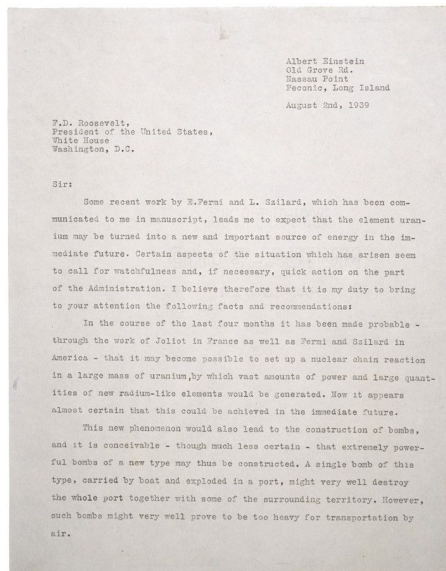 Albert Einstein
Old Grove Rd.
Nassau Point
Peconic, Long Island
August 2nd, 1939
F.D. Roosevelt,
President of the United States,
White House
Washington, D.C.
Sir:
Some recent work by E.Fermi and L. Szilard, which has been com-
municated to me in manuscript, leads me to expect that the element uran-
ium may be turned into a new and important source of energy in the im-
mediate future. Certain aspects of the situation which has arisen seem
to call for watchfulness and, if necessary, quick action on the part
of the Administration. I believe therefore that it is my duty to bring
to your attention the following facts and recommendations:
In the course of the last four months it has been made probable -
through the work of Joliot in France as well as Fermi and Szilard in
America - that it may become possible to set up a nuclear chain reaction
in a large mass of uranium,by which vast amounts of power and large quant-
ities of new radium-like elements would be generated. Now it appears
almost certain that this could be achieved in the immediate future.
This new phenomenon would also lead to the construction of bombs,
and it is conceivable - though much less certain - that extremely power-
ful bombs of a new type may thus be constructed. A single bomb of this
type, carried by boat and exploded in a port, might very well destroy
the whole port together with some of the surrounding territory. However,
such bombs might very well prove to be too heavy for transportation by
air.